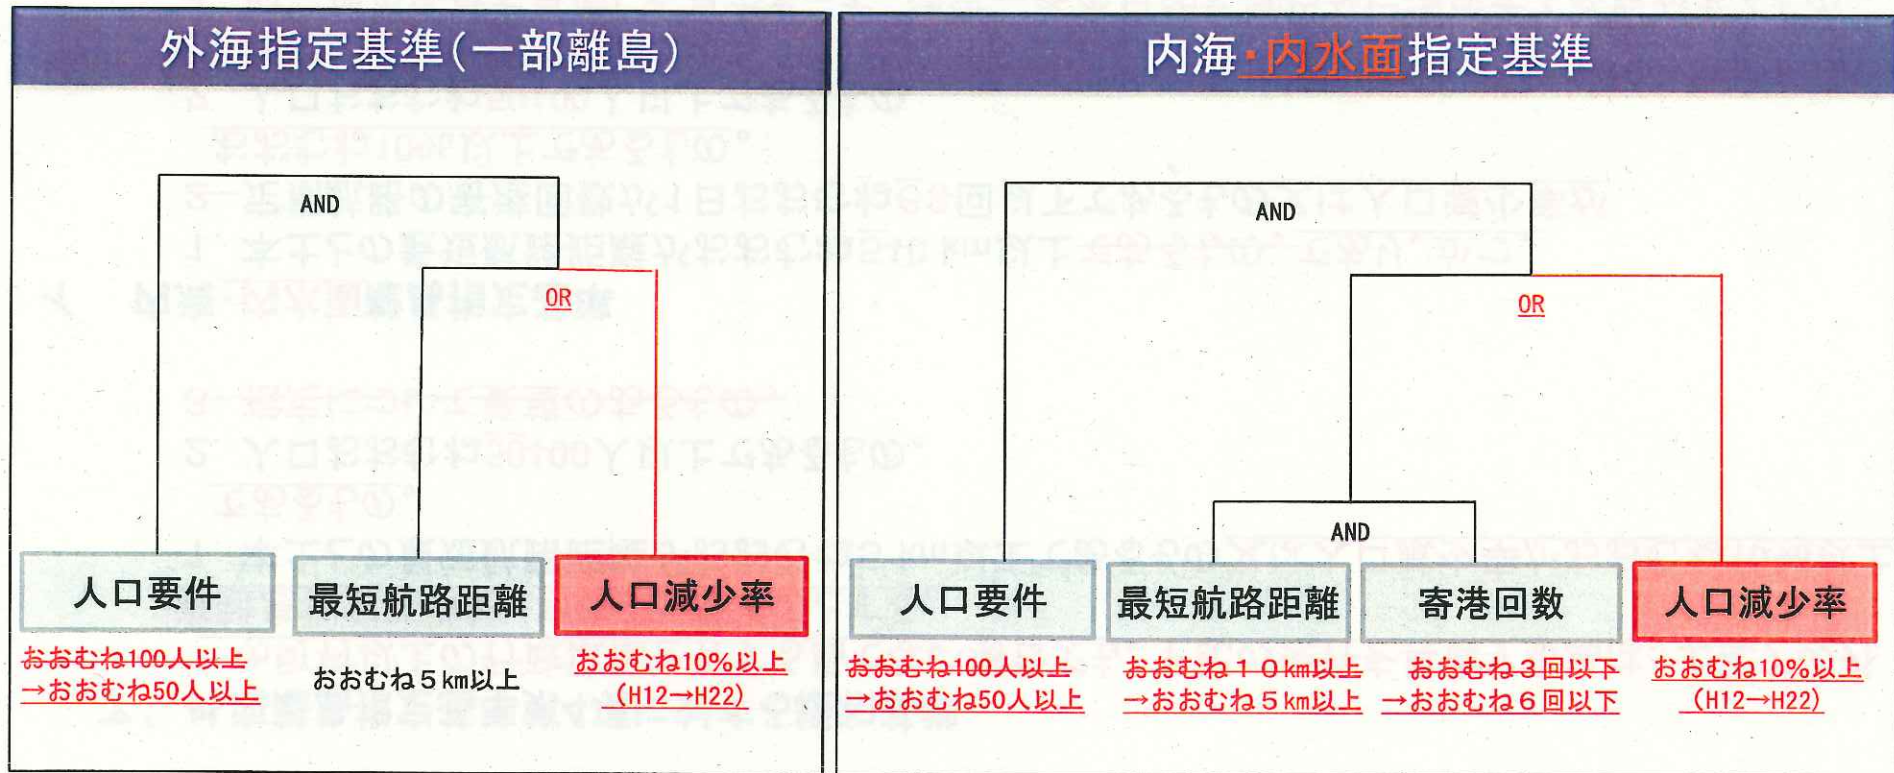 外海指定基準(一部離島)
AND
OR
人口要件
最短航路距離
人口減少率
おおむね100人以上
→おおむね50人以上
おおむね5km以上
おおむね10%以上
(H12→H22)
内海・内水面指定基準
AND
OR
AND
人口要件
最短航路距離
寄港回数
人口減少率
おおむね100人以上
→おおむね50人以上
おおむね10km以上
→おおむね5km以上
おおむね3回以下
→おおむね6回以下
おおむね10%以上
(H12→H22)